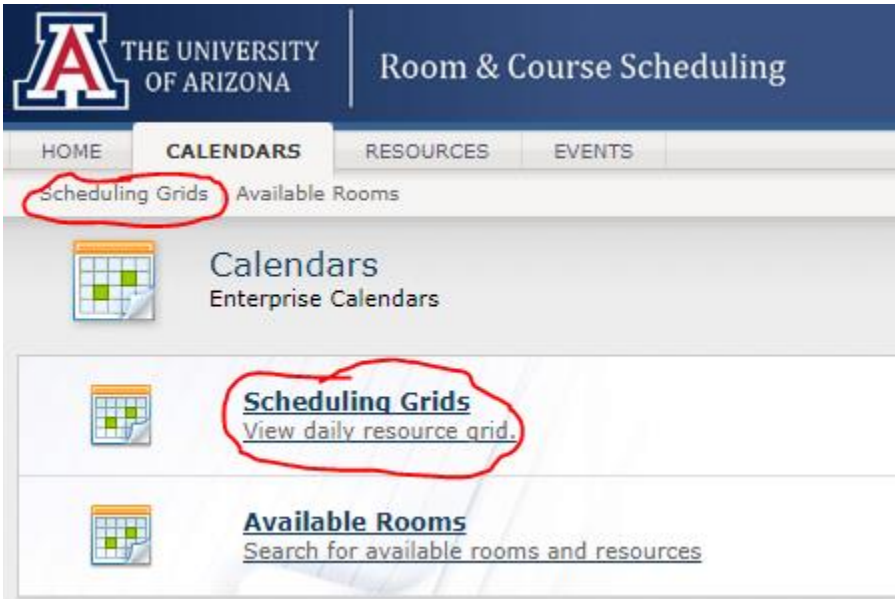 THE UNIVERSITY
OF ARIZONA
Room & Course Scheduling
HOME CALENDARS RESOURCES EVENTS
Scheduling Grids Available Rooms
Calendars
Enterprise Calendars
Scheduling Grids
View daily resource grid.
Available Rooms
Search for available rooms and resources